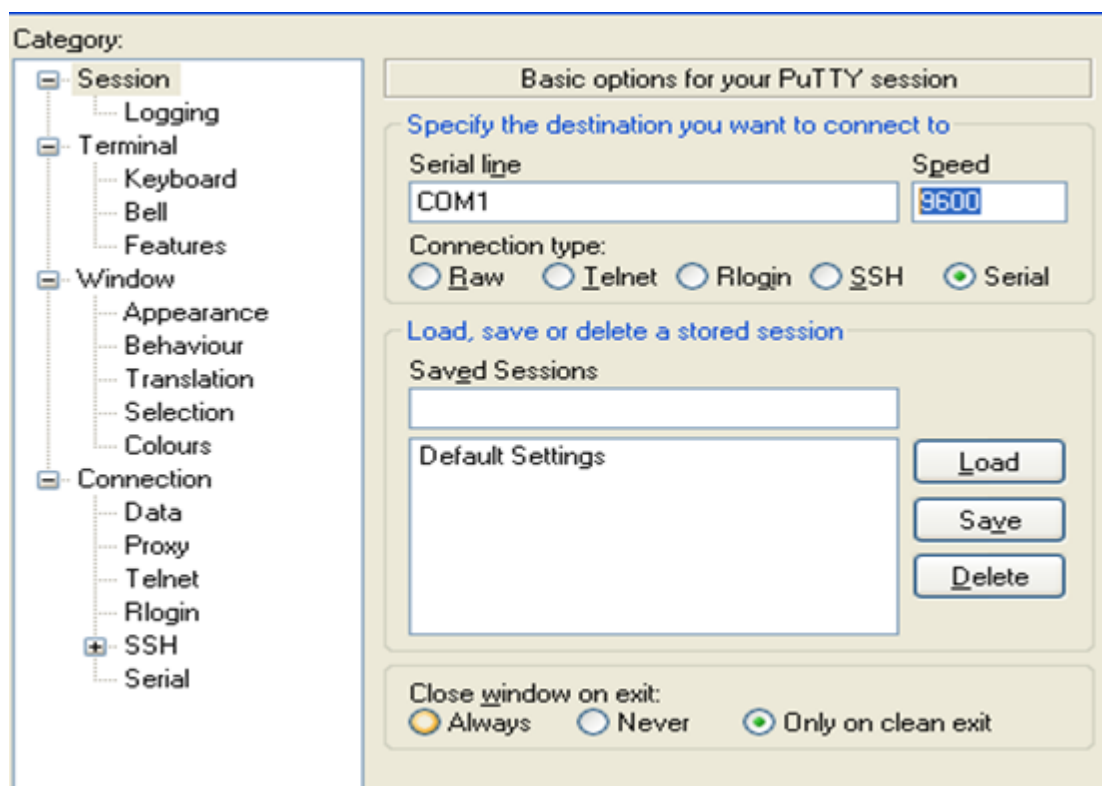 Category:
Session
Logging
Terminal
Keyboard
Bell
Features
Window
Appearance
Behaviour
Translation
Selection
Colours
Connection
Data
Proxy
Telnet
Rlogin
SSH
Serial
Basic options for your PuTTY session
Specify the destination you want to connect to
Serial line Speed
COM1 9600
Connection type:
Raw Telnet Rlogin SSH Serial
Load, save or delete a stored session
Saved Sessions
Default Settings
Load
Save
Delete
Close window on exit:
Always Never Only on clean exit